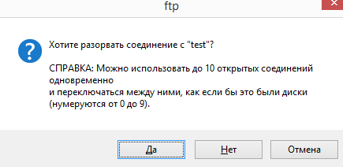 ftp
Хотите разорвать соединение с "test"?
СПРАВКА: Можно использовать до 10 открытых соединений
одновременно
и переключаться между ними, как если бы это были диски
(нумеруются от 0 до 9).
Да
Нет
Отмена